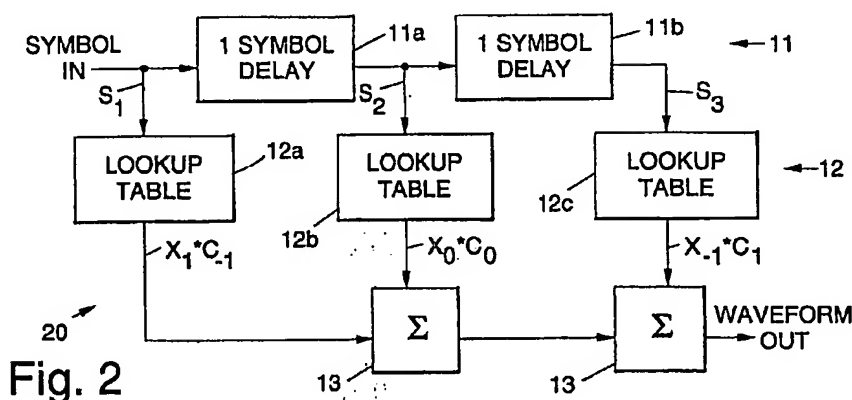 SYMBOL
IN
1 SYMBOL
DELAY
11a
1 SYMBOL
DELAY
11b
11
S1
S2
S3
LOOKUP
TABLE
12a
LOOKUP
TABLE
12b
LOOKUP
TABLE
12c
12
X1*C-1
X0*C0
X-1*C1
20
Σ
13
Σ
13
WAVEFORM
OUT
Fig. 2